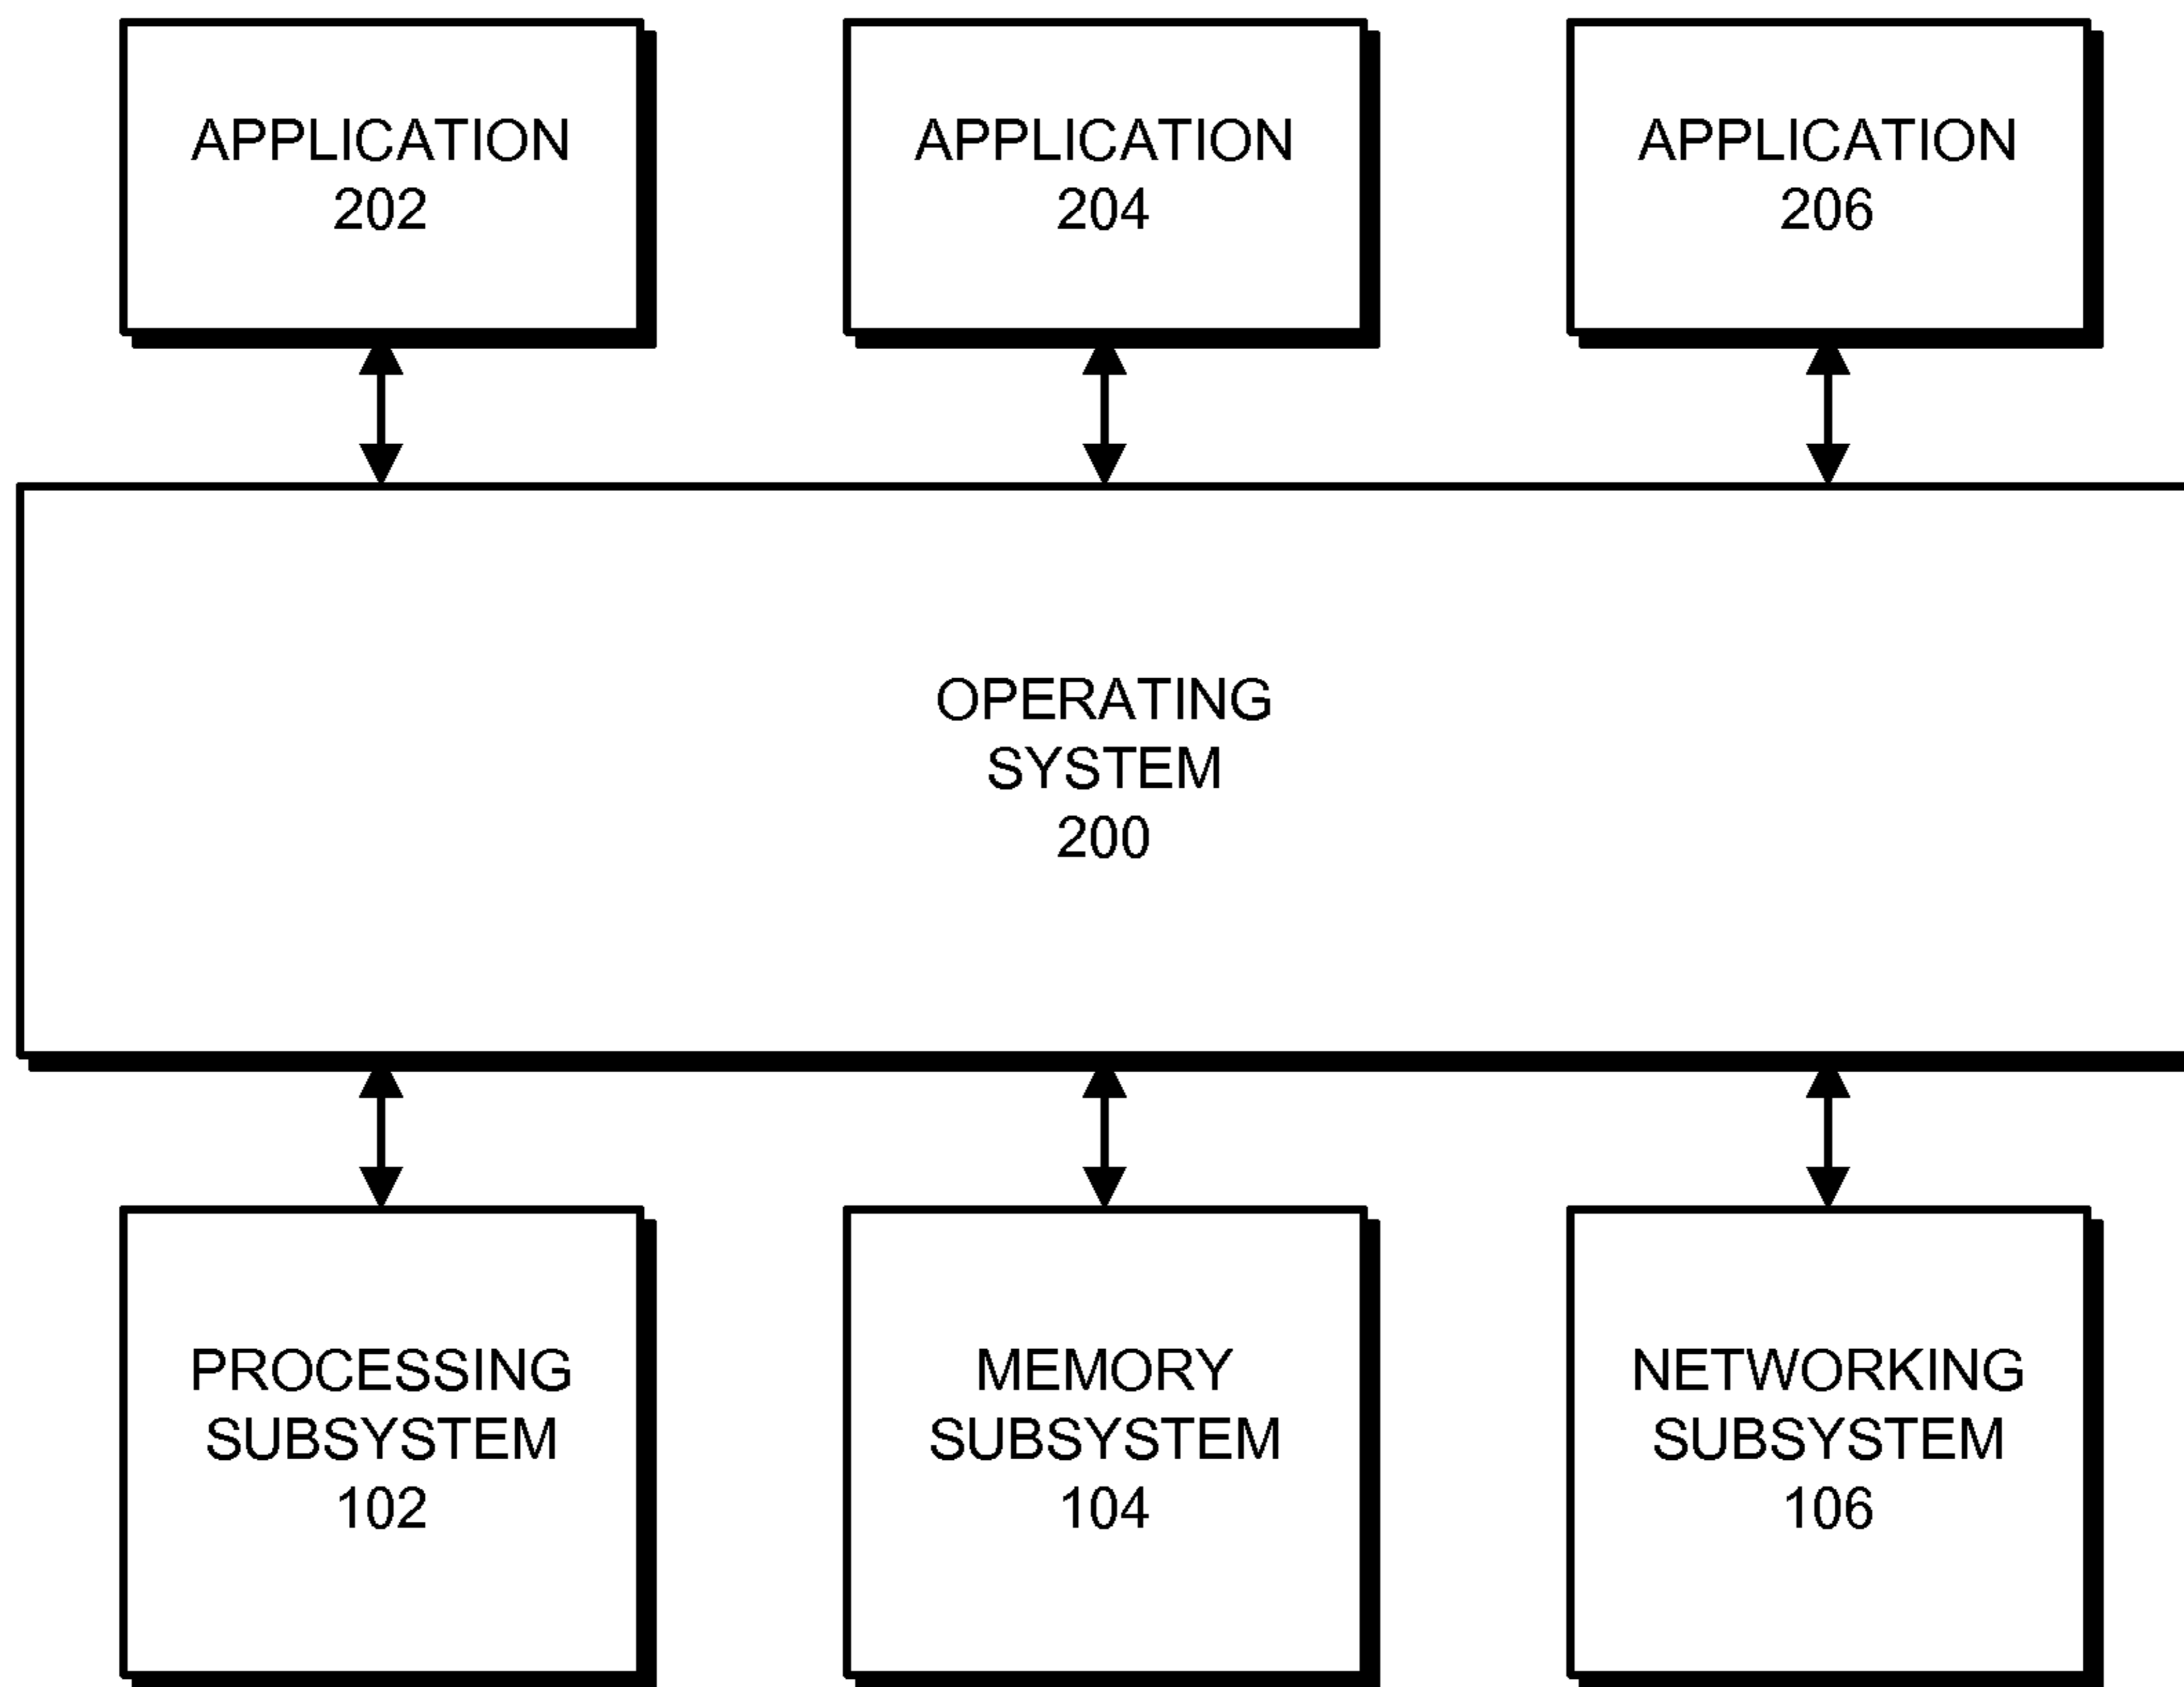 APPLICATION
202
APPLICATION
204
APPLICATION
206
OPERATING
SYSTEM
200
PROCESSING
SUBSYSTEM
102
MEMORY
SUBSYSTEM
104
NETWORKING
SUBSYSTEM
106